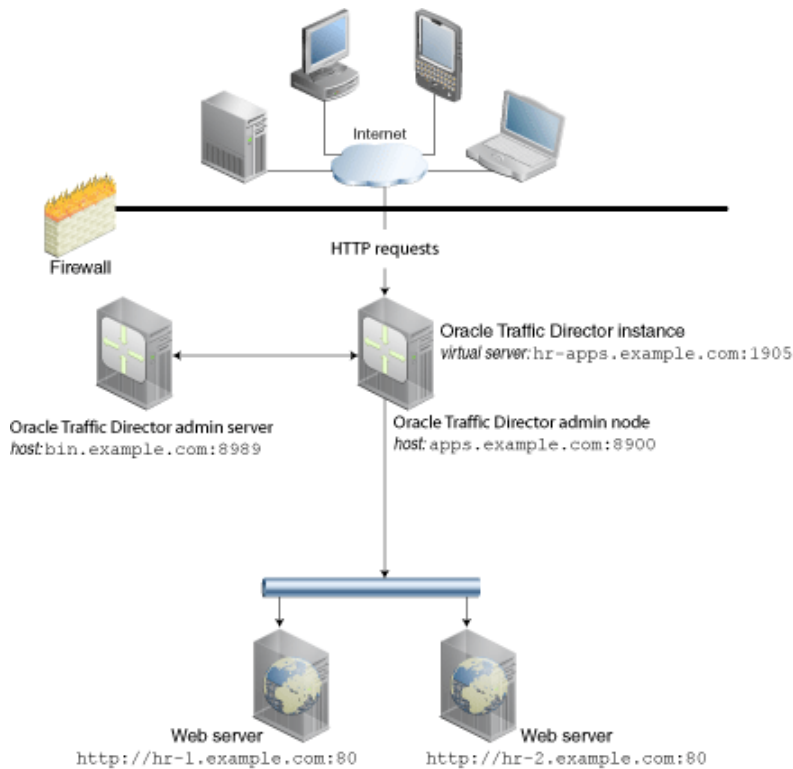 Internet
HTTP requests
Firewall
Oracle Traffic Director instance
virtual server:hr-apps.example.com:1905
Oracle Traffic Director admin server
host:bin.example.com:8989
Oracle Traffic Director admin node
host:apps.example.com:8900
Web server
http://hr-1.example.com:80
Web server
http://hr-2.example.com:80